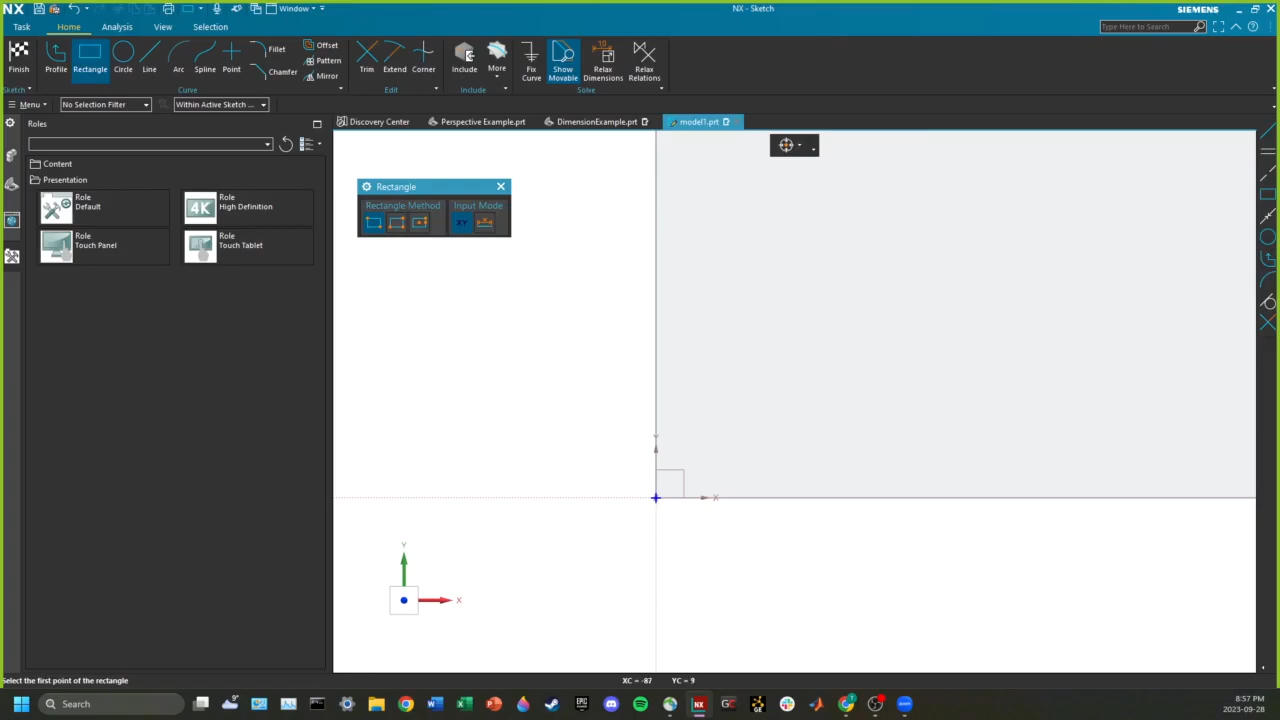 NX Window NX - Sketch SIEMENS
Task Home Analysis View Selection Type Here to Search
Profile Rectangle Circle Line Arc Spline Point Fillet Chamfer Offset Pattern Mirror
Finish Trim Extend Corner Include More Fix Curve Show Movable Relax Dimensions Relax Relations
Sketch Curve Edit Include Solve
Menu No Selection Filter Within Active Sketch ...
Roles
Discovery Center Perspective Example.prt DimensionExample.prt model1.prt
Content
Presentation
Role
Default
Role
High Definition
Role
Touch Panel
Role
Touch Tablet
Rectangle
Rectangle Method Input Mode
XY
Y
X
Y
X
Select the first point of the rectangle XC = -87 YC = 9
Search
8:57 PM
2023-09-28